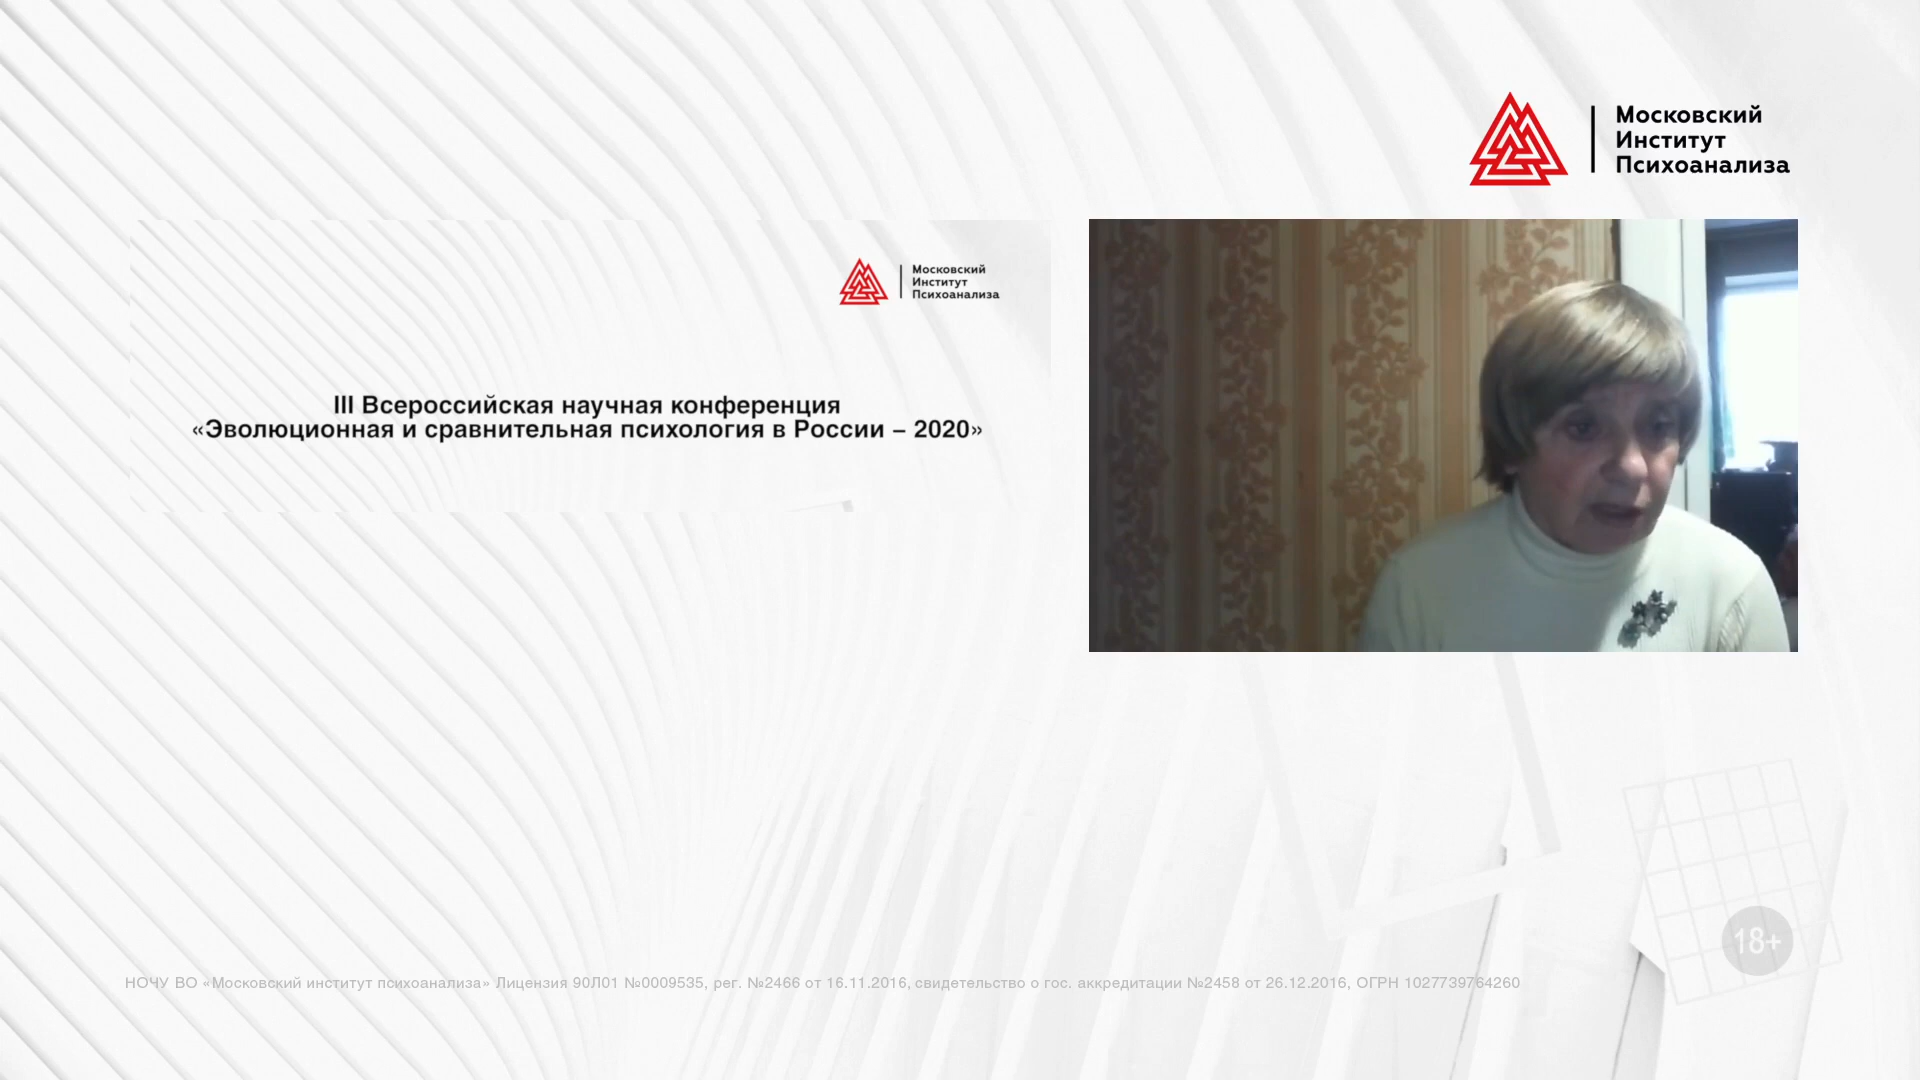 Московский
Институт
Психоанализа
Московский
Институт
Психоанализа
III Всероссийская научная конференция
«Эволюционная и сравнительная психология в России – 2020»
18+
НОЧУ ВО «Московский институт психоанализа» Лицензия 90Л01 №0009535, рег. №2466 от 16.11.2016, свидетельство о гос. аккредитации №2458 от 26.12.2016, ОГРН 1027739764260